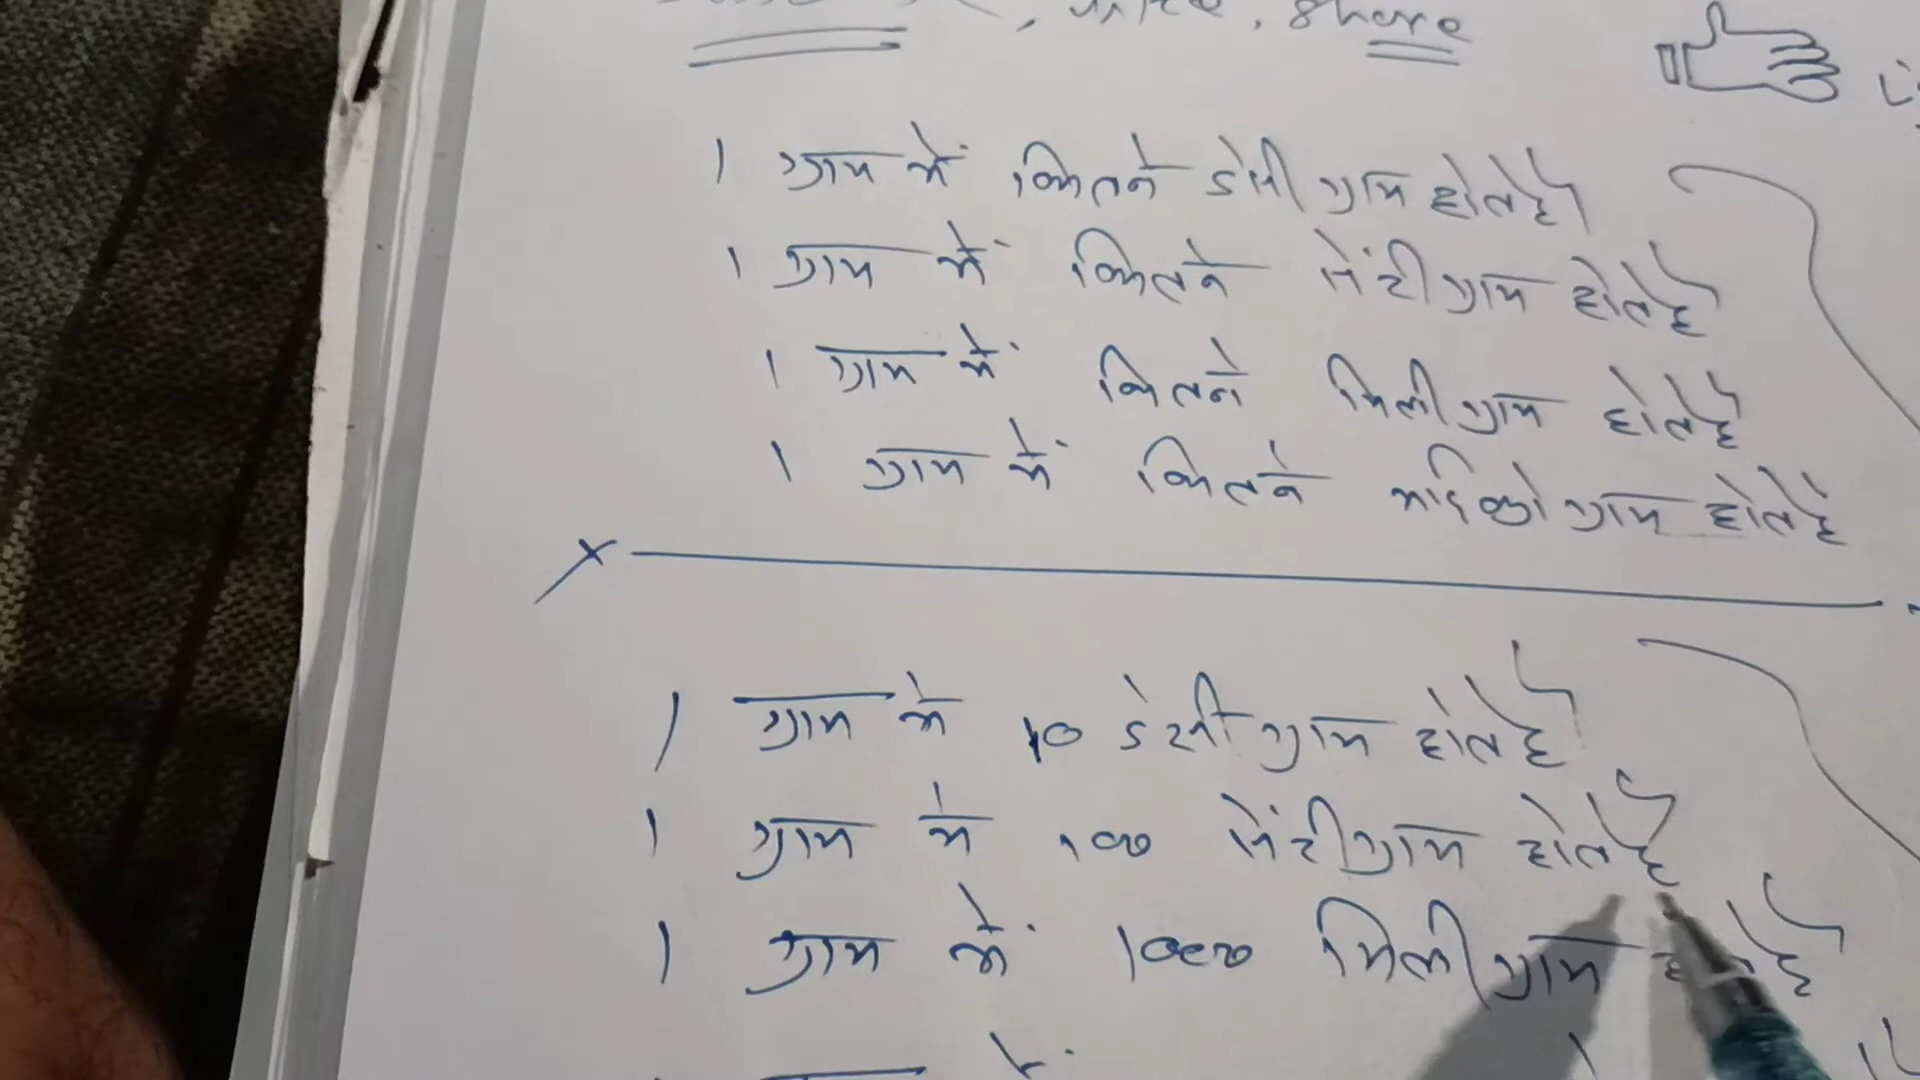 , Share
1 ग्राम में कितने डेसी ग्राम होते है।
1 ग्राम में कितने सेंटीग्राम होते है
1 ग्राम में कितने मिलीग्राम होते है
1 ग्राम में कितने माइक्रो ग्राम होते है
1 ग्राम मे 10 डेसीग्राम होते है
1 ग्राम मे 100 सेंटीग्राम होते है
1 ग्राम में 1000 मिलीग्राम होते है